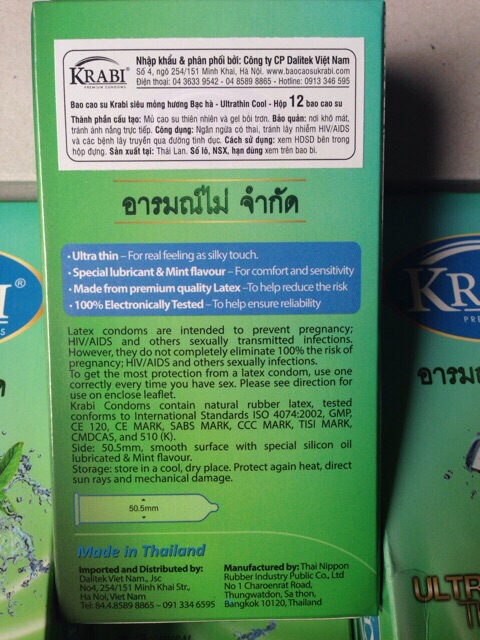 KRABI®
PREMIUM CONDOMS
Nhập khẩu & phân phối bởi: Công ty CP Dalitek Việt Nam
Số 4, ngõ 254/151 Minh Khai, Hà Nội. www.baocaosukrabi.com
Điện thoại: 04 3633 9542 - 04 8589 8865 - Hotline: 0913 346 595
Bao cao su Krabi siêu mỏng hương Bạc hà - Ultrathin Cool - Hộp 12 bao cao su
Thành phần cấu tạo: Mủ cao su thiên nhiên và gel bôi trơn. Bảo quản: nơi khô mát,
tránh ánh nắng trực tiếp. Công dụng: Ngăn ngừa có thai, tránh lây nhiễm HIV/AIDS
và các bệnh lây truyền qua đường tình dục. Cách sử dụng: xem HDSD bên trong
hộp đựng. Sản xuất tại: Thái Lan. Số lô, NSX, hạn dùng xem trên bao bì.
อารมณ์ไม่ จำกัด
• Ultra thin – For real feeling as silky touch.
• Special lubricant & Mint flavour – For comfort and sensitivity
• Made from premium quality Latex – To help reduce the risk
• 100% Electronically Tested – To help ensure reliability
Latex condoms are intended to prevent pregnancy;
HIV/AIDS and others sexually transmitted infections.
However, they do not completely eliminate 100% the risk of
pregnancy; HIV/AIDS and others sexually infections.
To get the most protection from a latex condom, use one
correctly every time you have sex. Please see direction for
use on enclose leaflet.
Krabi Condoms contain natural rubber latex, tested
conforms to International Standards ISO 4074:2002, GMP,
CE 120, CE MARK, SABS MARK, CCC MARK, TISI MARK,
CMDCAS, and 510 (K).
Side: 50.5mm, smooth surface with special silicon oil
lubricated & Mint flavour.
Storage: store in a cool, dry place. Protect again heat, direct
sun rays and mechanical damage.
50.5mm
Made in Thailand
Imported and Distributed by:
Dalitek Viet Nam., Jsc
No4, 254/151 Minh Khai Str.,
Ha Noi, Viet Nam
Tel: 84.4.8589 8865 – 091 334 6595
Manufactured by: Thai Nippon
Rubber Industry Public Co., Ltd
No 1 Charoenrat Road,
Thungwatdon, Sa thon,
Bangkok 10120, Thailand
BI®
KR
PRE
อารมณ
ULTR